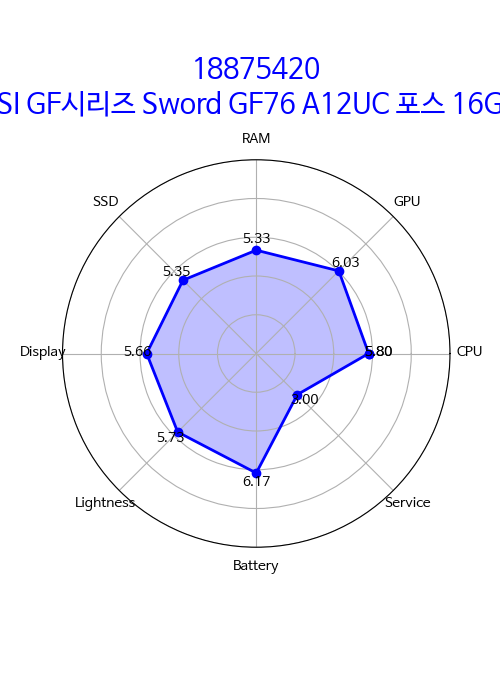 18875420
SI GF시리즈 Sword GF76 A12UC 포스 16G
RAM
SSD
GPU
5.33
6.03
5.35
Display
5.66
5.80
CPU
.00
5.73
6.17
Lightness
Service
Battery